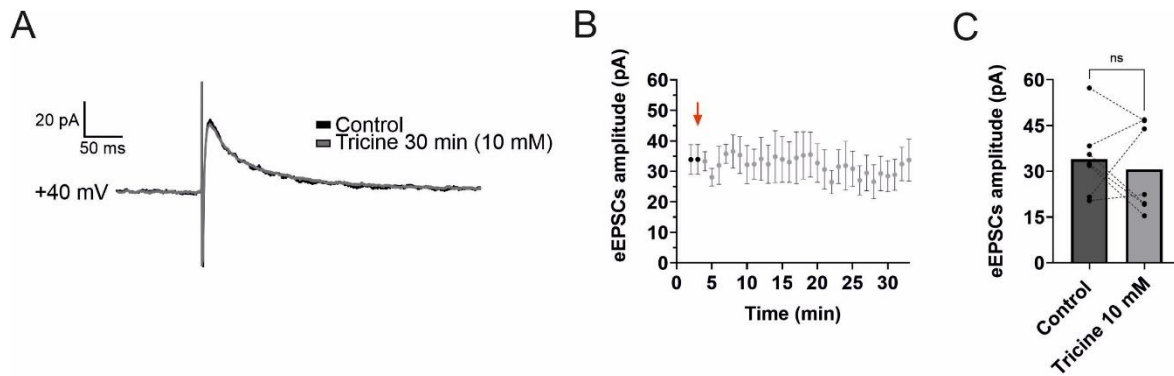 A
20 pA
50 ms
Control
Tricine 30 min (10 mM)
+40 mV
B
eEPSCs amplitude (pA)
60
50
40
30
20
10
0
0 5 10 15 20 25 30
Time (min)
C
ns
eEPSCs amplitude (pA)
60
45
30
15
0
Control
Tricine 10 mM